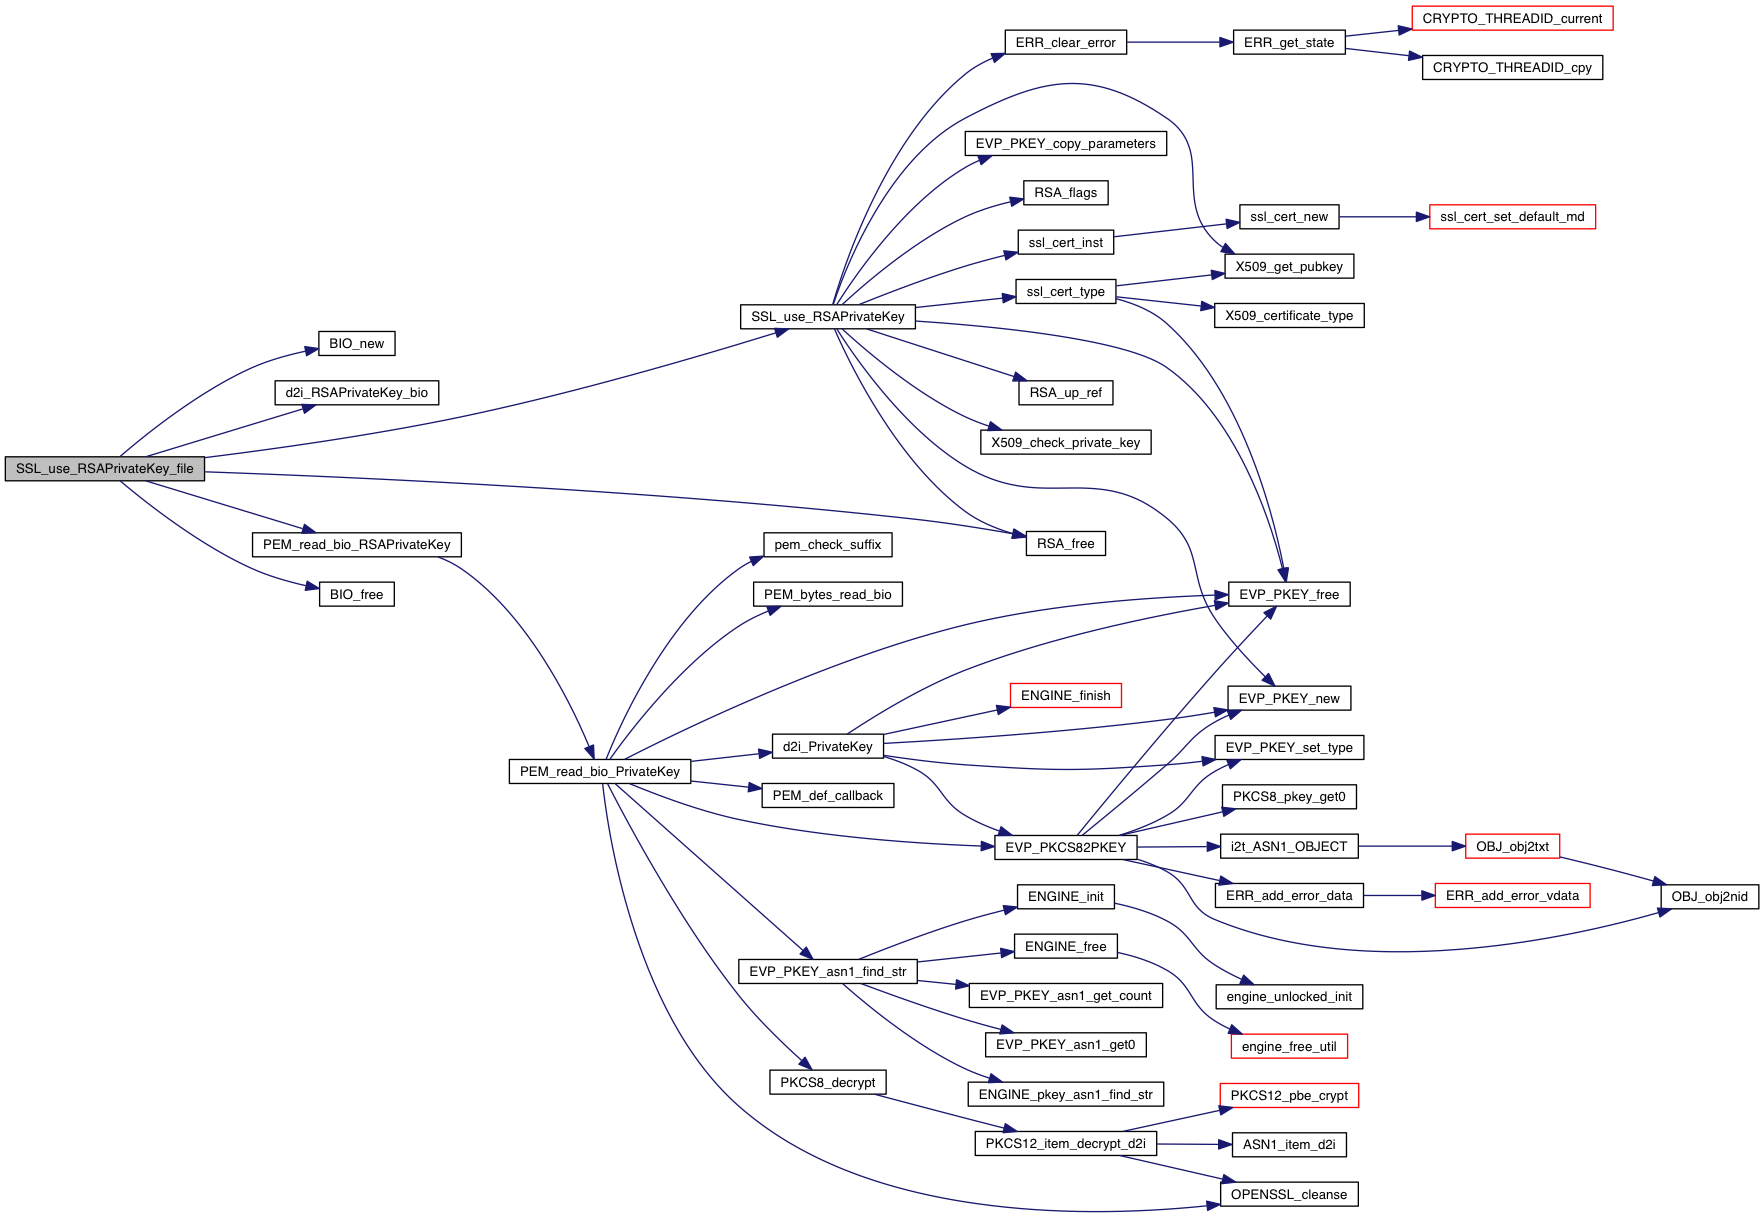 CRYPTO_THREADID_current
ERR_clear_error
ERR_get_state
CRYPTO_THREADID_cpy
EVP_PKEY_copy_parameters
RSA_flags
ssl_cert_new
ssl_cert_set_default_md
ssl_cert_inst
X509_get_pubkey
ssl_cert_type
SSL_use_RSAPrivateKey
X509_certificate_type
BIO_new
d2i_RSAPrivateKey_bio
RSA_up_ref
X509_check_private_key
SSL_use_RSAPrivateKey_file
PEM_read_bio_RSAPrivateKey
pem_check_suffix
RSA_free
BIO_free
PEM_bytes_read_bio
EVP_PKEY_free
ENGINE_finish
EVP_PKEY_new
d2i_PrivateKey
EVP_PKEY_set_type
PEM_read_bio_PrivateKey
PEM_def_callback
PKCS8_pkey_get0
EVP_PKCS82PKEY
i2t_ASN1_OBJECT
OBJ_obj2txt
ENGINE_init
ERR_add_error_data
ERR_add_error_vdata
OBJ_obj2nid
ENGINE_free
EVP_PKEY_asn1_find_str
EVP_PKEY_asn1_get_count
engine_unlocked_init
EVP_PKEY_asn1_get0
engine_free_util
PKCS8_decrypt
ENGINE_pkey_asn1_find_str
PKCS12_pbe_crypt
PKCS12_item_decrypt_d2i
ASN1_item_d2i
OPENSSL_cleanse